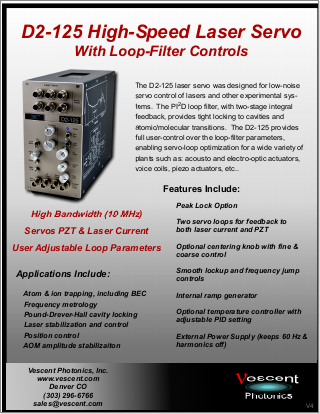 D2-125 High-Speed Laser Servo
With Loop-Filter Controls
The D2-125 laser servo was designed for low-noise
servo control of lasers and other experimental sys-
tems. The PI²D loop filter, with two-stage integral
feedback, provides tight locking to cavities and
atomic/molecular transitions. The D2-125 provides
full user-control over the loop-filter parameters,
enabling servo-loop optimization for a wide variety of
plants such as: acousto and electro-optic actuators,
voice coils, piezo actuators, etc..
D2-125
High Bandwidth (10 MHz)
Servos PZT & Laser Current
User Adjustable Loop Parameters
Features Include:
Peak Lock Option
Two servo loops for feedback to
both laser current and PZT
Optional centering knob with fine &
coarse control
Smooth lockup and frequency jump
controls
Internal ramp generator
Optional temperature controller with
adjustable PID setting
External Power Supply (keeps 60 Hz &
harmonics off)
Applications Include:
Atom & ion trapping, including BEC
Frequency metrology
Pound-Drever-Hall cavity locking
Laser stabilization and control
Position control
AOM amplitude stabilizaiton
Vescent Photonics, Inc.
www.vescent.com
Denver CO
(303) 296-6766
sales@vescent.com
Vescent
Photonics
V4